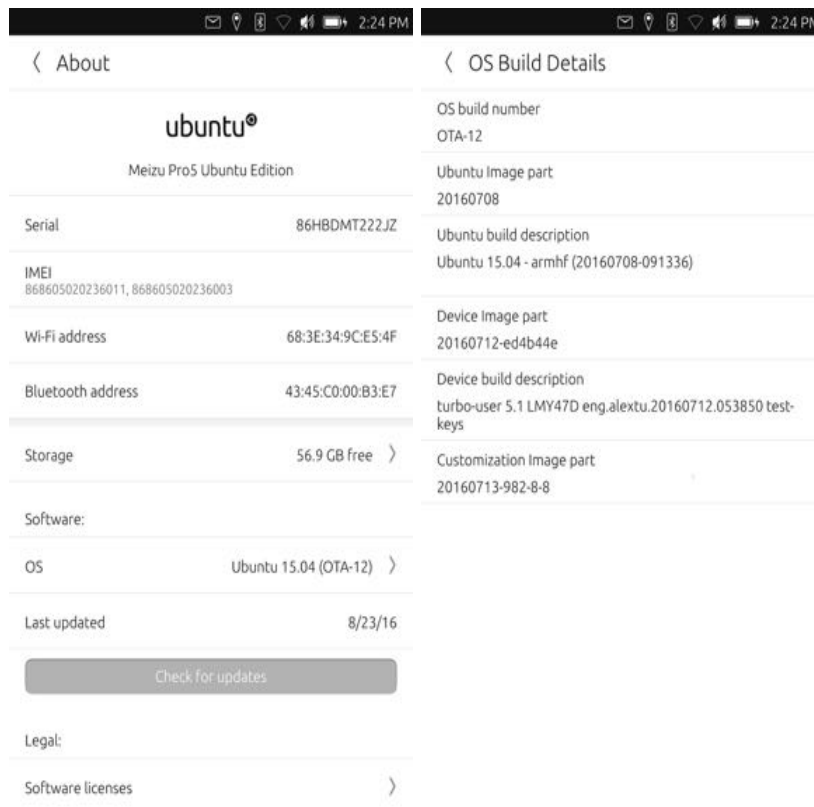 2:24 PM
About
ubuntu
Meizu Pro5 Ubuntu Edition
Serial 86HBDMT222JZ
IMEI
868605020236011, 868605020236003
Wi-Fi address 68:3E:34:9C:E5:4F
Bluetooth address 43:45:C0:00:B3:E7
Storage 56.9 GB free
Software:
OS Ubuntu 15.04 (OTA-12)
Last updated 8/23/16
Check for updates
Legal:
Software licenses
2:24 PM
OS Build Details
OS build number
OTA-12
Ubuntu Image part
20160708
Ubuntu build description
Ubuntu 15.04 - armhf (20160708-091336)
Device Image part
20160712-ed4b44e
Device build description
turbo-user 5.1 LMY47D eng.alextu.20160712.053850 test-
keys
Customization Image part
20160713-982-8-8